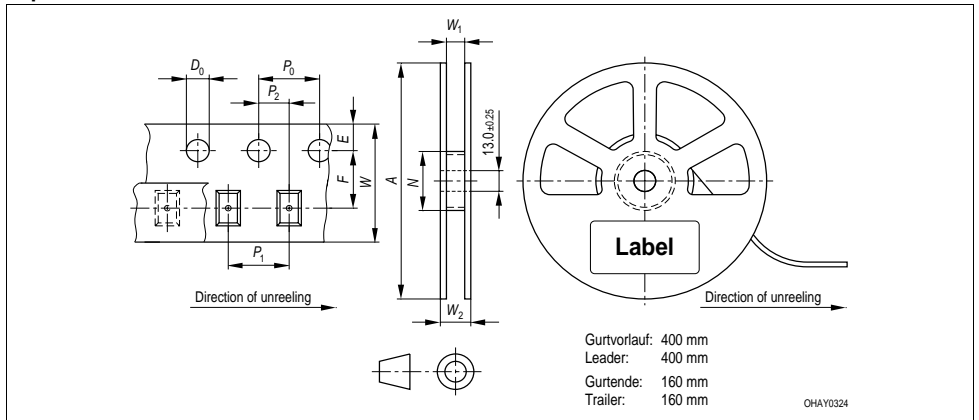 W1
D0
P0
P2
E
F
W
A
N
13.0±0.25
Label
P1
Direction of unreeling
W2
Direction of unreeling
Gurtvorlauf: 400 mm
Leader: 400 mm
Gurtende: 160 mm
Trailer: 160 mm
OHAY0324